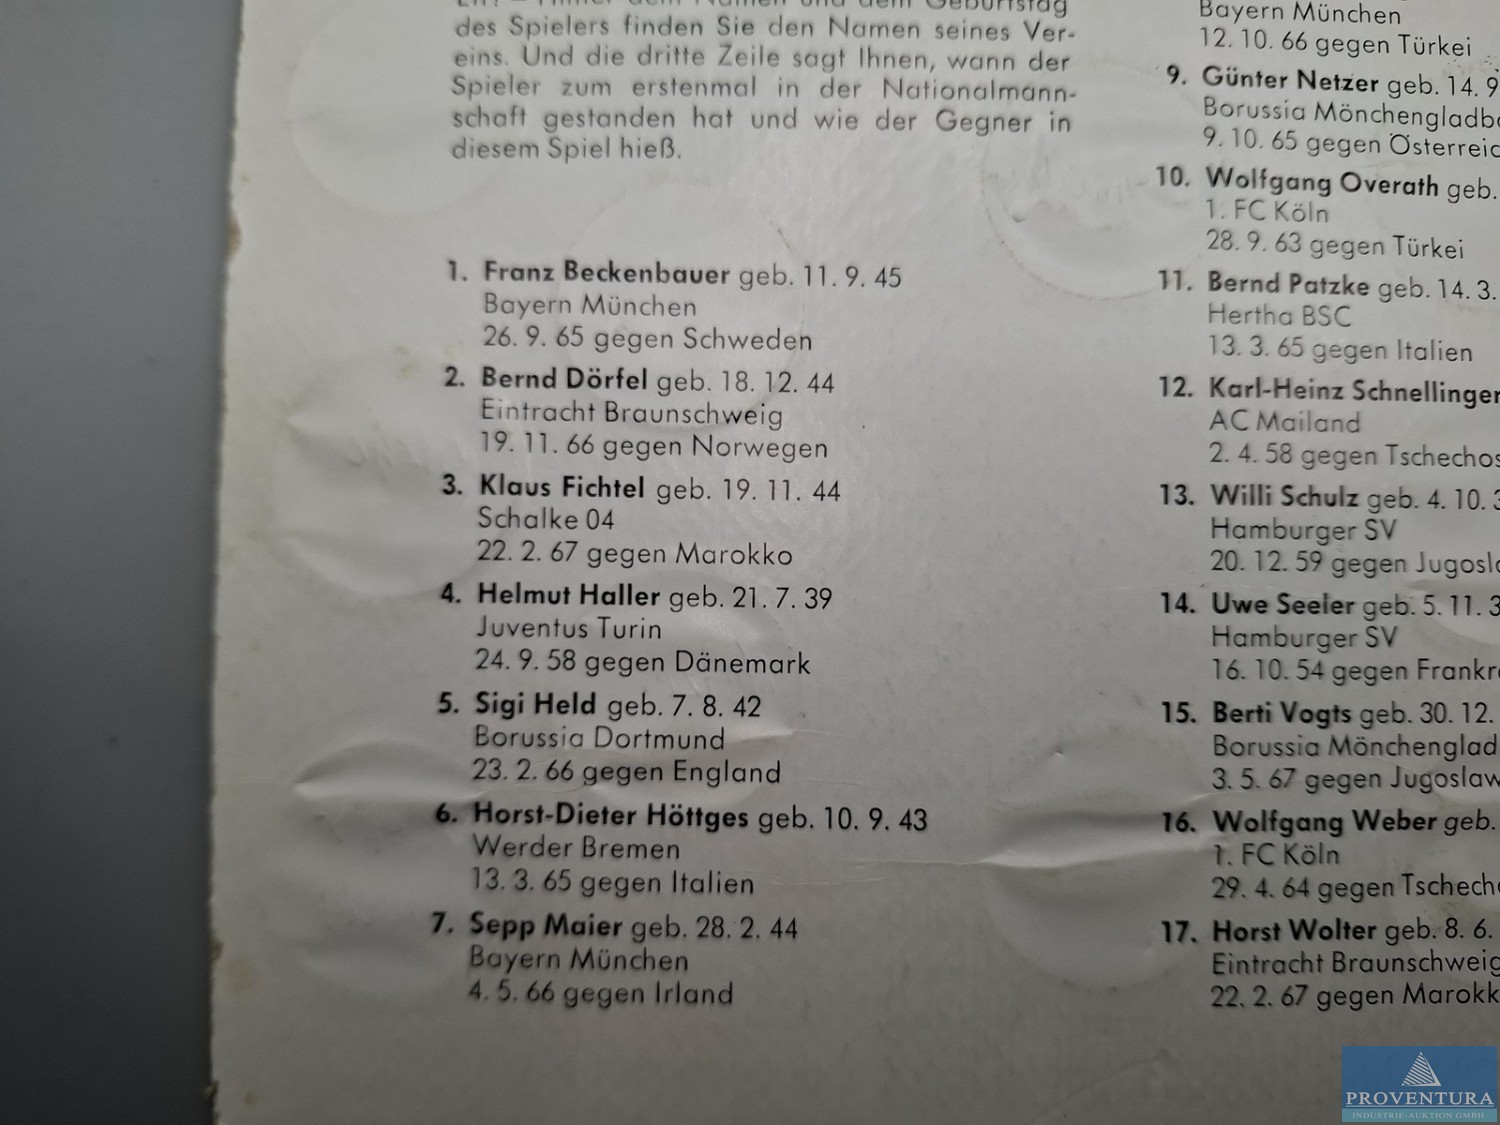 des Spielers finden Sie den Namen seines Ver-
eins. Und die dritte Zeile sagt Ihnen, wann der
Spieler zum erstenmal in der Nationalmann-
schaft gestanden hat und wie der Gegner in
diesem Spiel hieß.
1. Franz Beckenbauer geb. 11. 9. 45
Bayern München
26. 9. 65 gegen Schweden
2. Bernd Dörfel geb. 18. 12. 44
Eintracht Braunschweig
19. 11. 66 gegen Norwegen
3. Klaus Fichtel geb. 19. 11. 44
Schalke 04
22. 2. 67 gegen Marokko
4. Helmut Haller geb. 21. 7. 39
Juventus Turin
24. 9. 58 gegen Dänemark
5. Sigi Held geb. 7. 8. 42
Borussia Dortmund
23. 2. 66 gegen England
6. Horst-Dieter Höttges geb. 10. 9. 43
Werder Bremen
13. 3. 65 gegen Italien
7. Sepp Maier geb. 28. 2. 44
Bayern München
4. 5. 66 gegen Irland
Bayern München
12. 10. 66 gegen Türkei
9. Günter Netzer geb. 14. 9
Borussia Mönchengladb
9. 10. 65 gegen Österreic
10. Wolfgang Overath geb.
1. FC Köln
28. 9. 63 gegen Türkei
11. Bernd Patzke geb. 14. 3.
Hertha BSC
13. 3. 65 gegen Italien
12. Karl-Heinz Schnellinger
AC Mailand
2. 4. 58 gegen Tschechos
13. Willi Schulz geb. 4. 10. 3
Hamburger SV
20. 12. 59 gegen Jugosl
14. Uwe Seeler geb. 5. 11. 3
Hamburger SV
16. 10. 54 gegen Frankr
15. Berti Vogts geb. 30. 12.
Borussia Mönchenglad
3. 5. 67 gegen Jugoslaw
16. Wolfgang Weber geb.
1. FC Köln
29. 4. 64 gegen Tschech
17. Horst Wolter geb. 8. 6.
Eintracht Braunschweig
22. 2. 67 gegen Marokk
PROVENTURA
INDUSTRIE-AUKTION GMBH